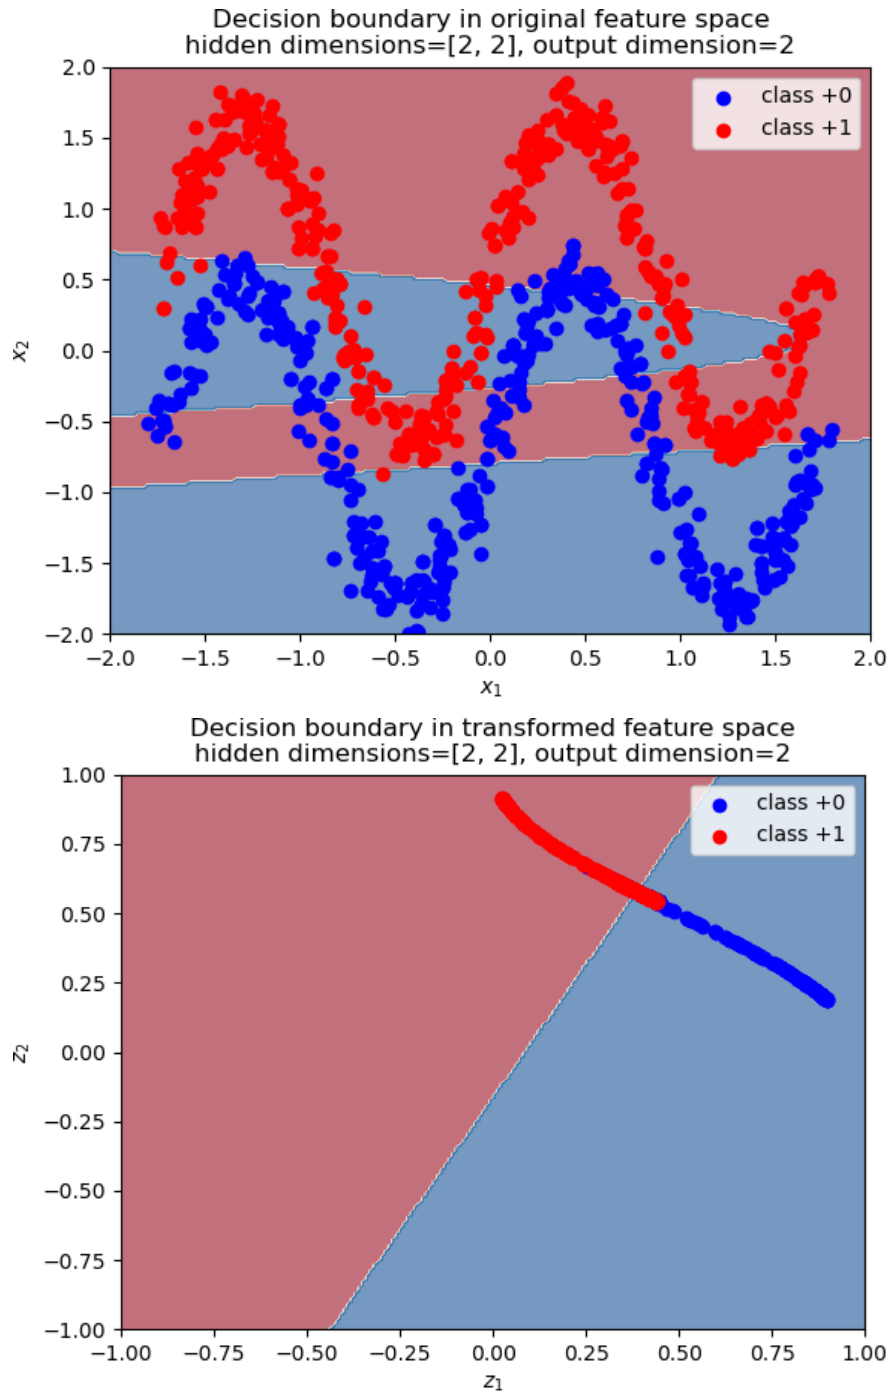 Decision boundary in original feature space
hidden dimensions=[2, 2], output dimension=2
2.0
1.5
1.0
0.5
0.0
−0.5
−1.0
−1.5
−2.0
x2
class +0
class +1
−2.0 −1.5 −1.0 −0.5 0.0 0.5 1.0 1.5 2.0
x1
Decision boundary in transformed feature space
hidden dimensions=[2, 2], output dimension=2
1.00
0.75
0.50
0.25
0.00
−0.25
−0.50
−0.75
−1.00
z2
class +0
class +1
−1.00 −0.75 −0.50 −0.25 0.00 0.25 0.50 0.75 1.00
z1